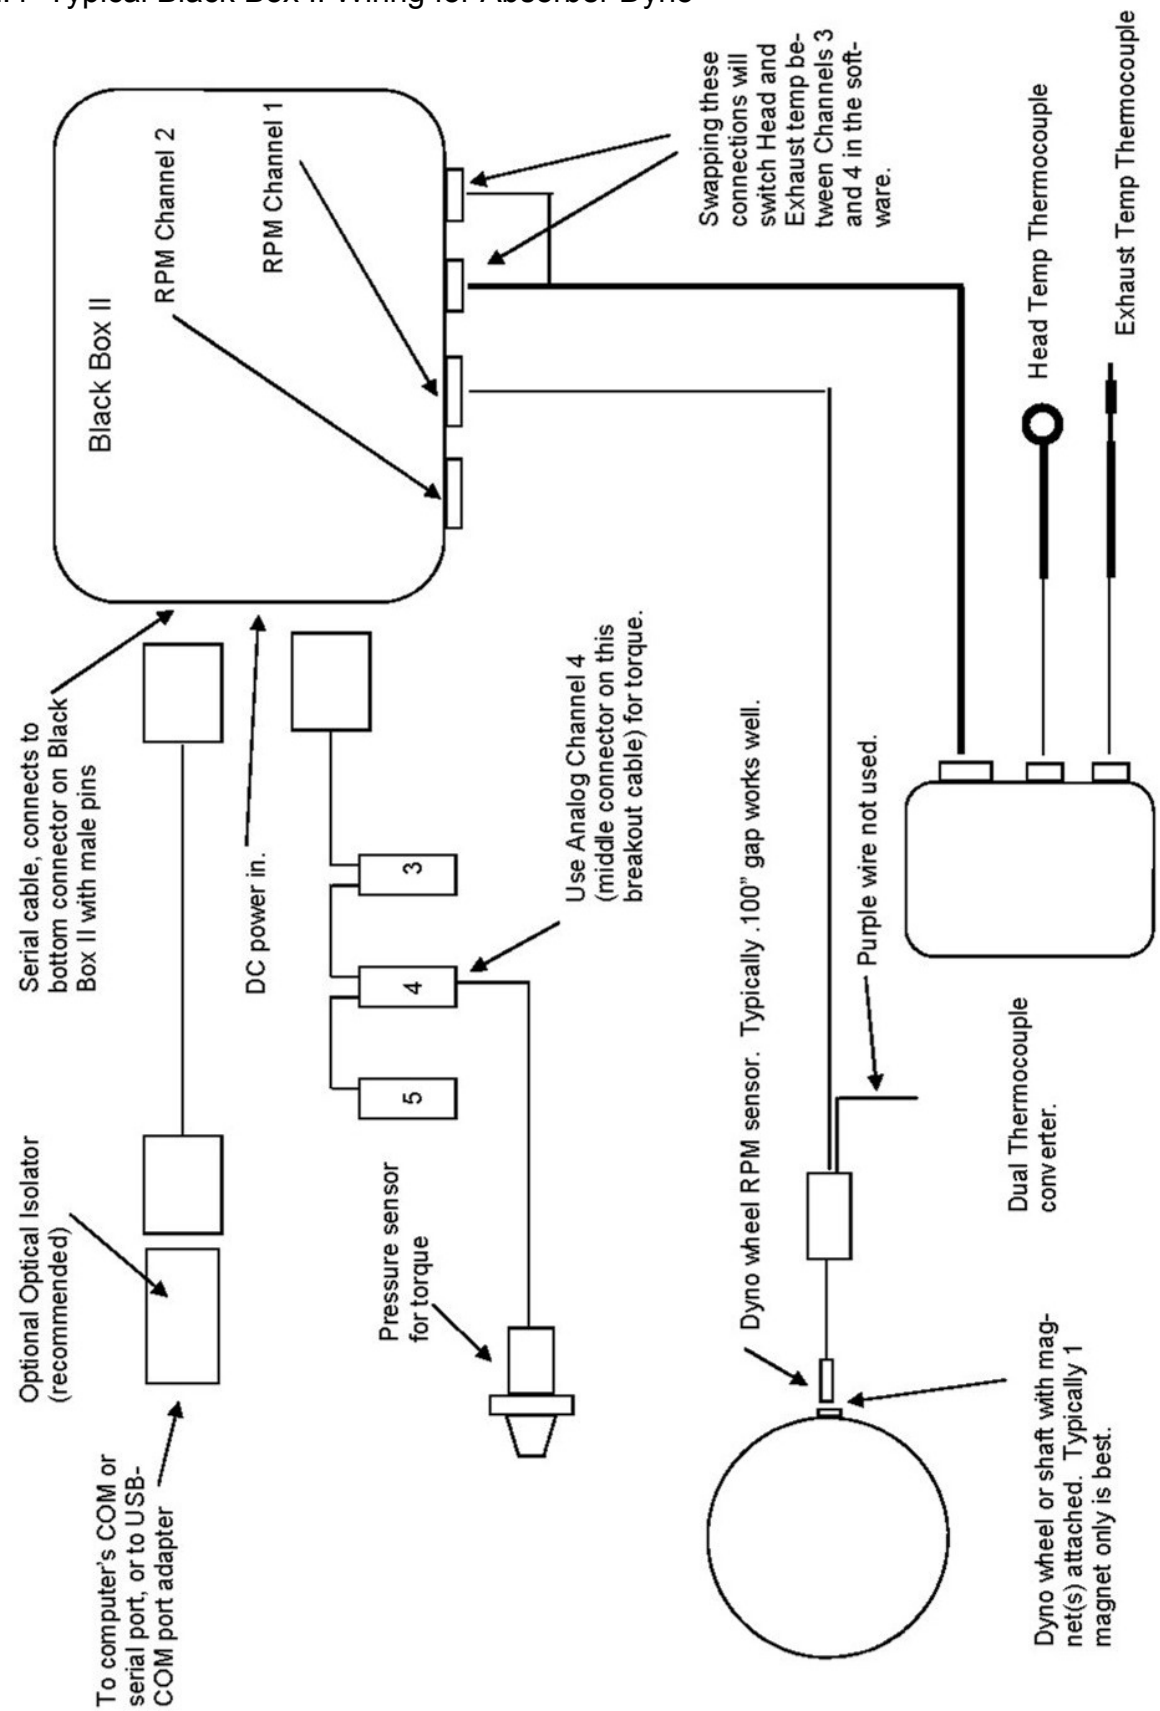 Typical Black Box II Wiring for Absorber Dyno
Serial cable, connects to
bottom connector on Black
Box II with male pins
Optional Optical Isolator
(recommended)
To computer's COM or
serial port, or to USB-
COM port adapter
Black Box II
RPM Channel 2
RPM Channel 1
DC power in.
3
4
5
Use Analog Channel 4
(middle connector on this
breakout cable) for torque.
Pressure sensor
for torque
Swapping these
connections will
switch Head and
Exhaust temp be-
tween Channels 3
and 4 in the soft-
ware.
Dyno wheel RPM sensor. Typically .100" gap works well.
Purple wire not used.
Head Temp Thermocouple
Exhaust Temp Thermocouple
Dual Thermocouple
converter.
Dyno wheel or shaft with mag-
net(s) attached. Typically 1
magnet only is best.